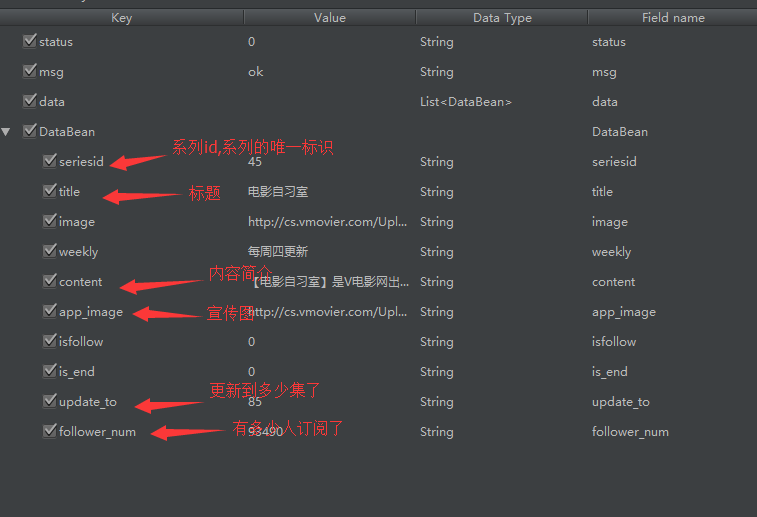 Key Value Data Type Field name
status 0 String status
msg ok String msg
data List<DataBean> data
DataBean DataBean
系列id,系列的唯一标识
seriesid 45 String seriesid
title 标题 电影自习室 String title
image http://cs.vmovier.com/Upl... String image
weekly 每周四更新 String weekly
内容简介
content 【电影自习室】是V电影网出... String content
app_image 宣传图 http://cs.vmovier.com/Upl... String app_image
isfollow 0 String isfollow
is_end 0 String is_end
更新到多少集了
update_to 85 String update_to
follower_num 有多少人订阅了 93490 String follower_num